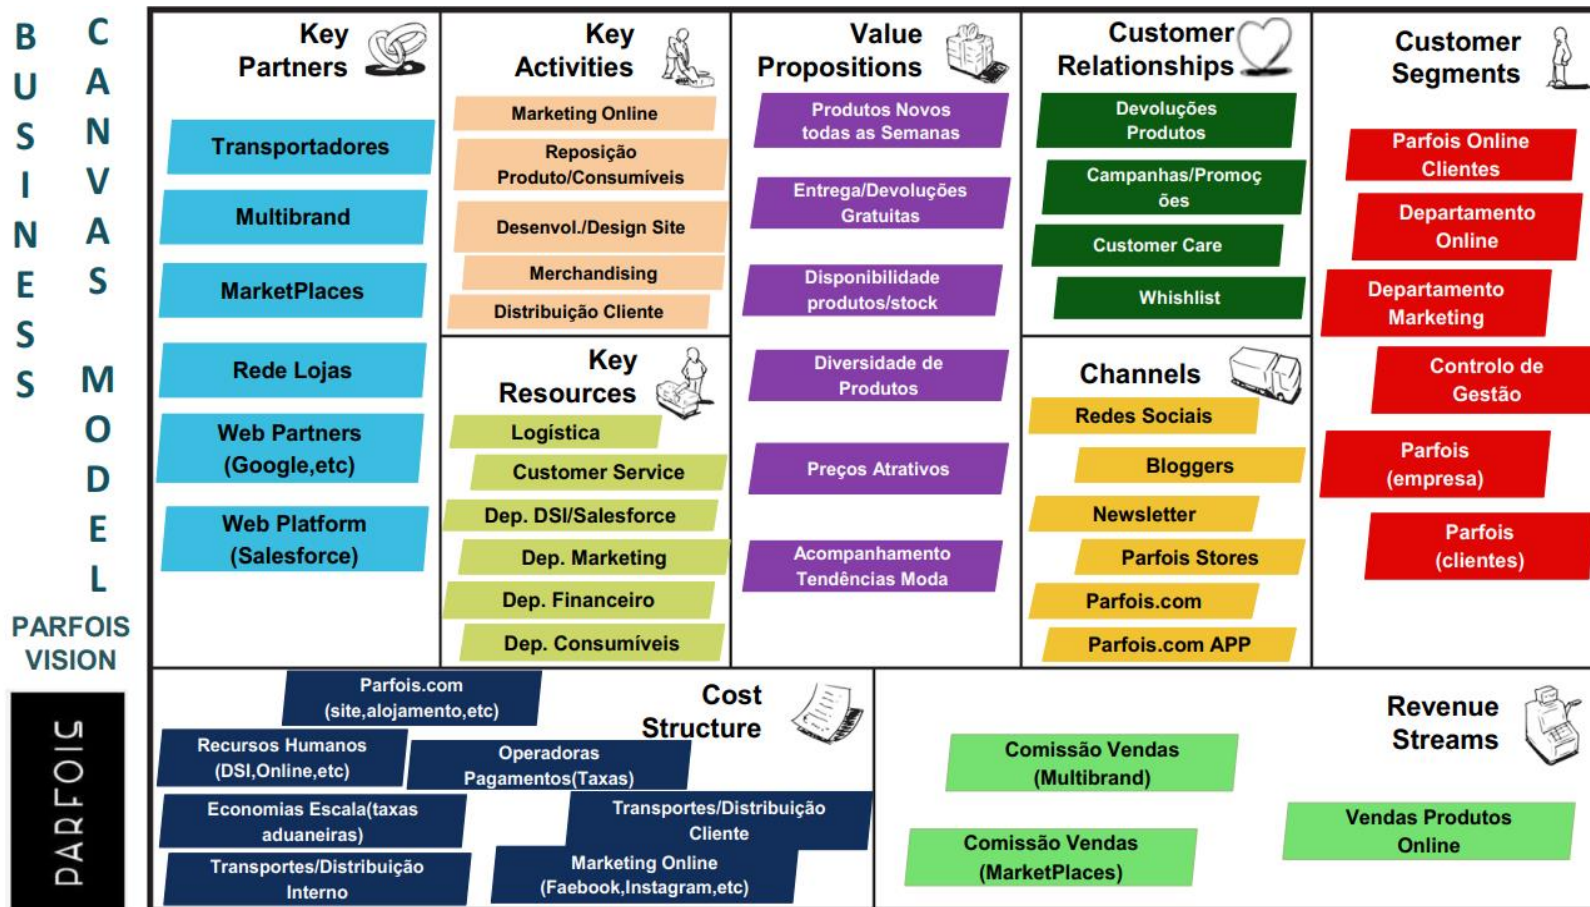 BUSINESS
CANVAS MODEL
PARFOIS
VISION
PARFOIS
Key
Partners
Transportadores
Multibrand
MarketPlaces
Rede Lojas
Web Partners
(Google,etc)
Web Platform
(Salesforce)
Key
Activities
Marketing Online
Reposição
Produto/Consumíveis
Desenvol./Design Site
Merchandising
Distribuição Cliente
Key
Resources
Logística
Customer Service
Dep. DSI/Salesforce
Dep. Marketing
Dep. Financeiro
Dep. Consumíveis
Value
Propositions
Produtos Novos
todas as Semanas
Entrega/Devoluções
Gratuitas
Disponibilidade
produtos/stock
Diversidade de
Produtos
Preços Atrativos
Acompanhamento
Tendências Moda
Customer
Relationships
Devoluções
Produtos
Campanhas/Promoç
ões
Customer Care
Whishlist
Channels
Redes Sociais
Bloggers
Newsletter
Parfois Stores
Parfois.com
Parfois.com APP
Customer
Segments
Parfois Online
Clientes
Departamento
Online
Departamento
Marketing
Controlo de
Gestão
Parfois
(empresa)
Parfois
(clientes)
Cost
Structure
Parfois.com
(site,alojamento,etc)
Recursos Humanos
(DSI,Online,etc)
Operadoras
Pagamentos(Taxas)
Economias Escala(taxas
aduaneiras)
Transportes/Distribuição
Cliente
Transportes/Distribuição
Interno
Marketing Online
(Faebook,Instagram,etc)
Revenue
Streams
Comissão Vendas
(Multibrand)
Vendas Produtos
Online
Comissão Vendas
(MarketPlaces)